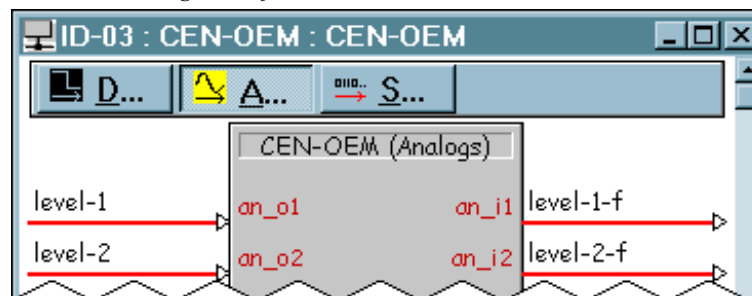 ID-03 : CEN-OEM : CEN-OEM
D... A... S...
CEN-OEM (Analogs)
level-1 an_o1 an_i1 level-1-f
level-2 an_o2 an_i2 level-2-f